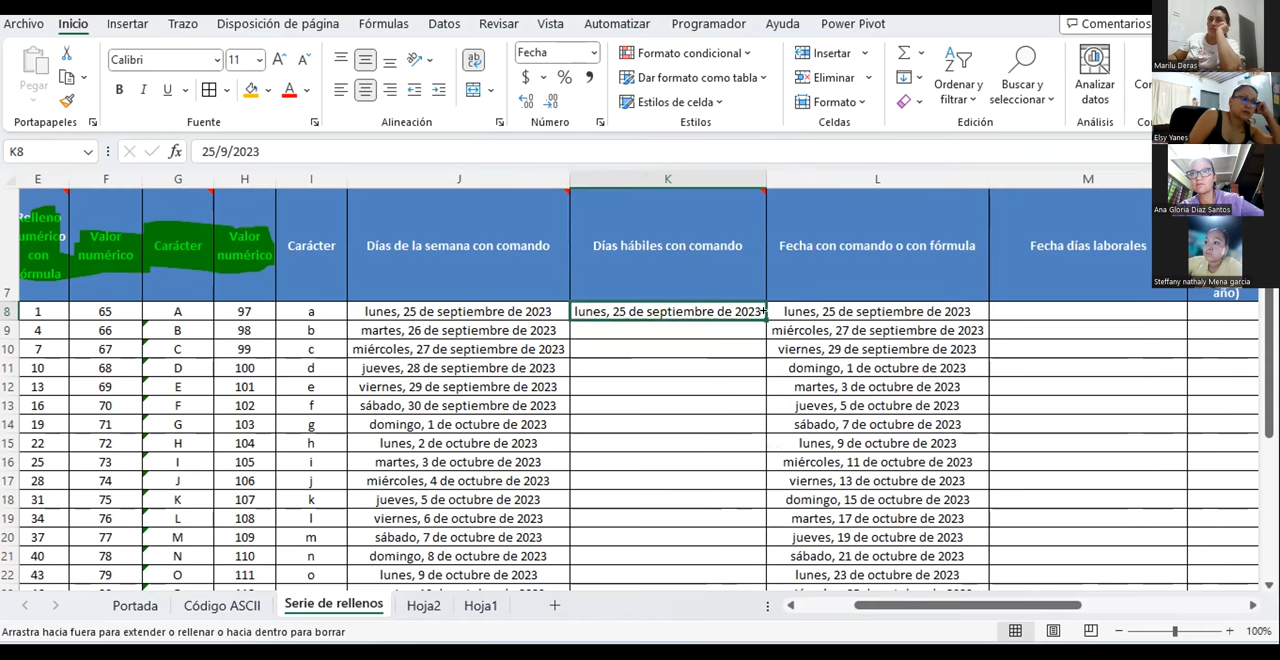 Archivo Inicio Insertar Trazo Disposición de página Fórmulas Datos Revisar Vista Automatizar Programador Ayuda Power Pivot Comentarios
Calibri 11 Fecha Formato condicional Insertar
Pegar N K S $ % Dar formato como tabla Eliminar Ordenar y filtrar Buscar y seleccionar Analizar datos
Estilos de celda Formato
Portapapeles Fuente Alineación Número Estilos Celdas Edición Análisis
K8 fx 25/9/2023
E F G H I J K L M
7 Relleno numérico con fórmula Valor numérico Carácter Valor numérico Carácter Días de la semana con comando Días hábiles con comando Fecha con comando o con fórmula Fecha días laborales año)
8 1 65 A 97 a lunes, 25 de septiembre de 2023 lunes, 25 de septiembre de 2023 lunes, 25 de septiembre de 2023
9 4 66 B 98 b martes, 26 de septiembre de 2023 miércoles, 27 de septiembre de 2023
10 7 67 C 99 c miércoles, 27 de septiembre de 2023 viernes, 29 de septiembre de 2023
11 10 68 D 100 d jueves, 28 de septiembre de 2023 domingo, 1 de octubre de 2023
12 13 69 E 101 e viernes, 29 de septiembre de 2023 martes, 3 de octubre de 2023
13 16 70 F 102 f sábado, 30 de septiembre de 2023 jueves, 5 de octubre de 2023
14 19 71 G 103 g domingo, 1 de octubre de 2023 sábado, 7 de octubre de 2023
15 22 72 H 104 h lunes, 2 de octubre de 2023 lunes, 9 de octubre de 2023
16 25 73 I 105 i martes, 3 de octubre de 2023 miércoles, 11 de octubre de 2023
17 28 74 J 106 j miércoles, 4 de octubre de 2023 viernes, 13 de octubre de 2023
18 31 75 K 107 k jueves, 5 de octubre de 2023 domingo, 15 de octubre de 2023
19 34 76 L 108 l viernes, 6 de octubre de 2023 martes, 17 de octubre de 2023
20 37 77 M 109 m sábado, 7 de octubre de 2023 jueves, 19 de octubre de 2023
21 40 78 N 110 n domingo, 8 de octubre de 2023 sábado, 21 de octubre de 2023
22 43 79 O 111 o lunes, 9 de octubre de 2023 lunes, 23 de octubre de 2023
Portada Código ASCII Serie de rellenos Hoja2 Hoja1
Arrastra hacia fuera para extender o rellenar o hacia dentro para borrar 100%
Marilu Deras
Elsy Yanes
Ana Gloria Diaz Santos
Steffany nathaly Mena garcia